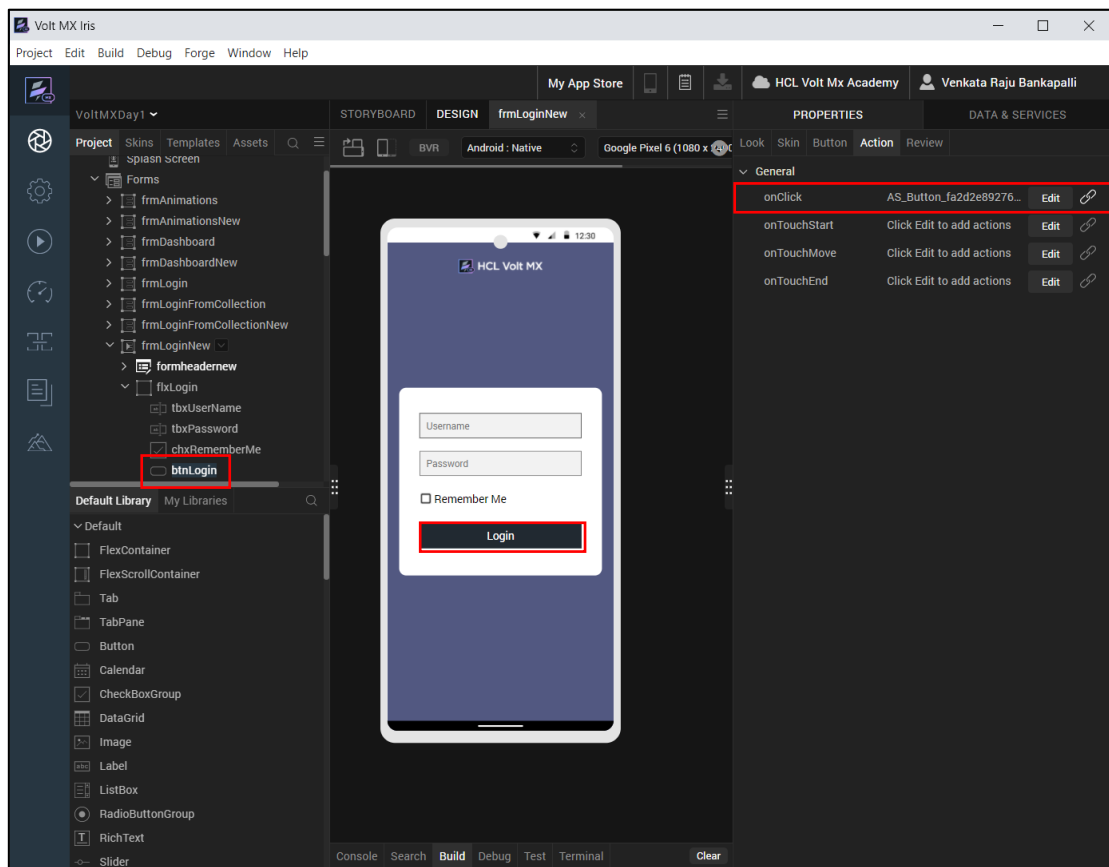 Volt MX Iris
Project Edit Build Debug Forge Window Help
My App Store HCL Volt Mx Academy Venkata Raju Bankapalli
VoltMXDay1
STORYBOARD DESIGN frmLoginNew
PROPERTIES DATA & SERVICES
Project Skins Templates Assets
BVR Android : Native Google Pixel 6 (1080 x
Look Skin Button Action Review
Splash Screen
Forms
frmAnimations
frmAnimationsNew
frmDashboard
frmDashboardNew
frmLogin
frmLoginFromCollection
frmLoginFromCollectionNew
frmLoginNew
formheadernew
flxLogin
tbxUserName
tbxPassword
chxRememberMe
btnLogin
Default Library My Libraries
Default
FlexContainer
FlexScrollContainer
Tab
TabPane
Button
Calendar
CheckBoxGroup
DataGrid
Image
Label
ListBox
RadioButtonGroup
RichText
Slider
12:30
HCL Volt MX
Username
Password
Remember Me
Login
General
onClick AS_Button_fa2d2e89276... Edit
onTouchStart Click Edit to add actions Edit
onTouchMove Click Edit to add actions Edit
onTouchEnd Click Edit to add actions Edit
Console Search Build Debug Test Terminal Clear